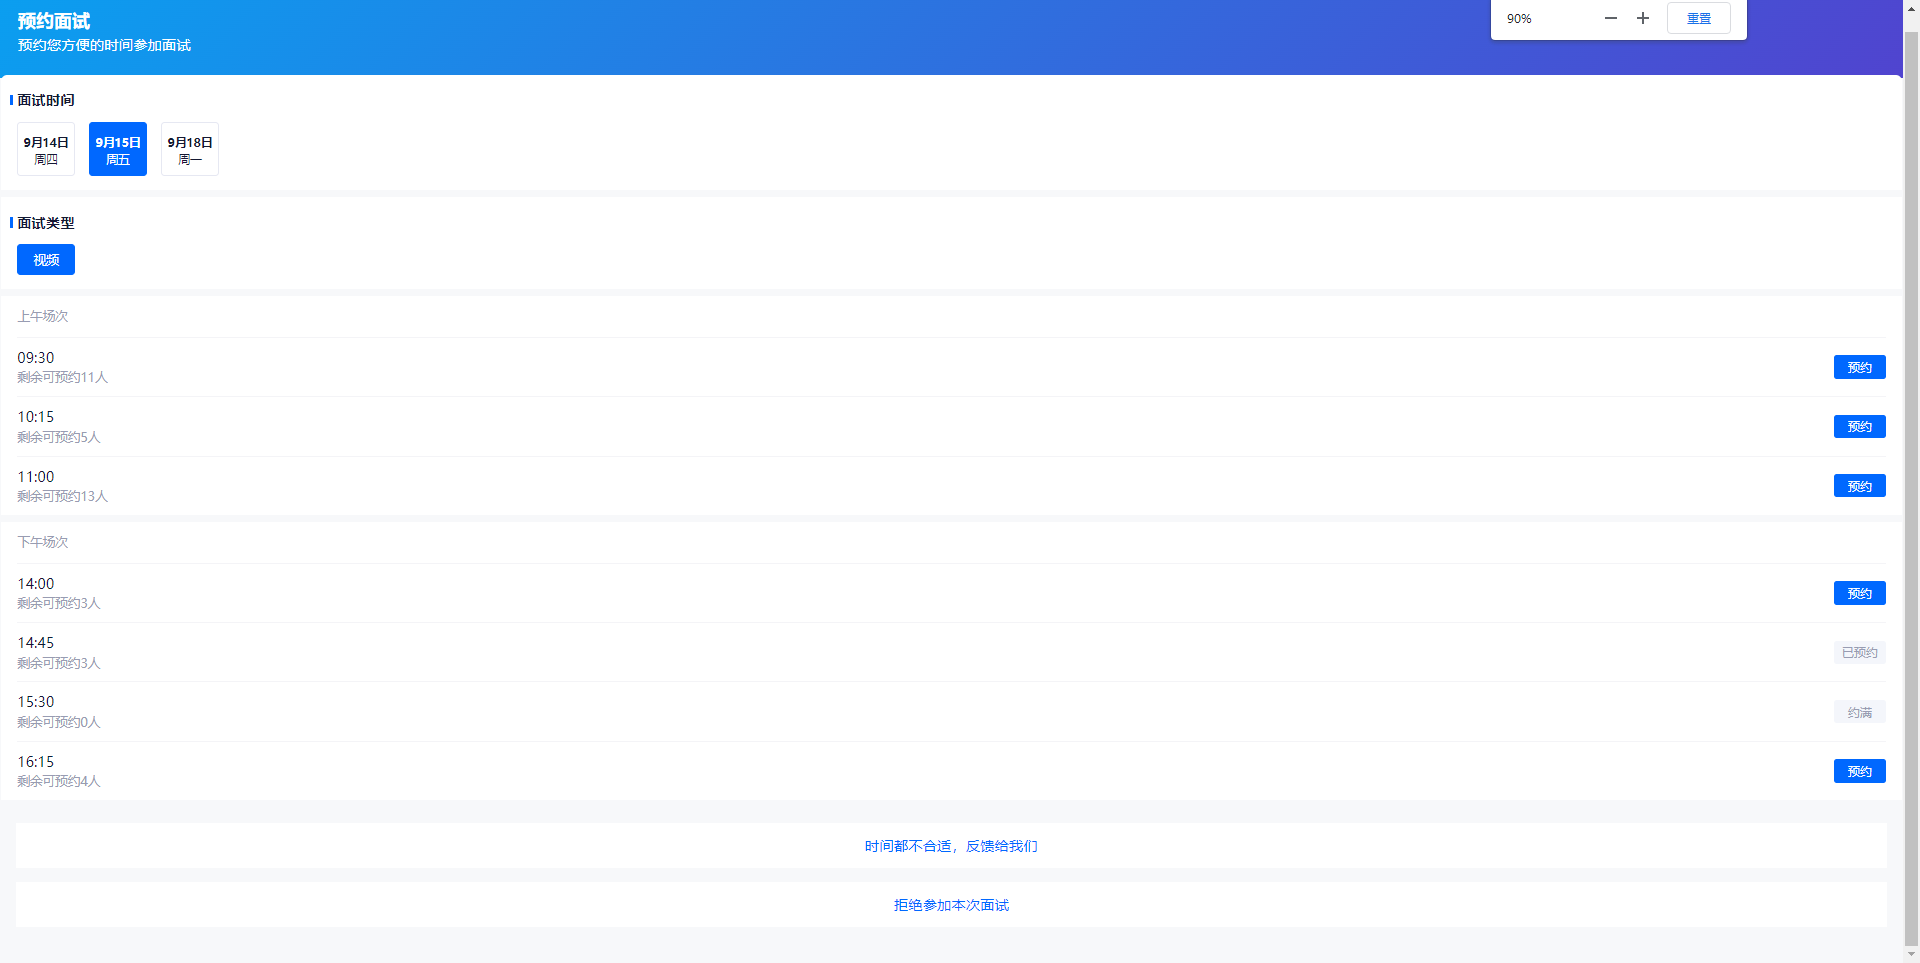 预约面试
预约您方便的时间参加面试
90%
重置
面试时间
9月14日
周四
9月15日
周五
9月18日
周一
面试类型
视频
上午场次
09:30
剩余可预约11人
预约
10:15
剩余可预约5人
预约
11:00
剩余可预约13人
预约
下午场次
14:00
剩余可预约3人
预约
14:45
剩余可预约3人
已预约
15:30
剩余可预约0人
约满
16:15
剩余可预约4人
预约
时间都不合适，反馈给我们
拒绝参加本次面试